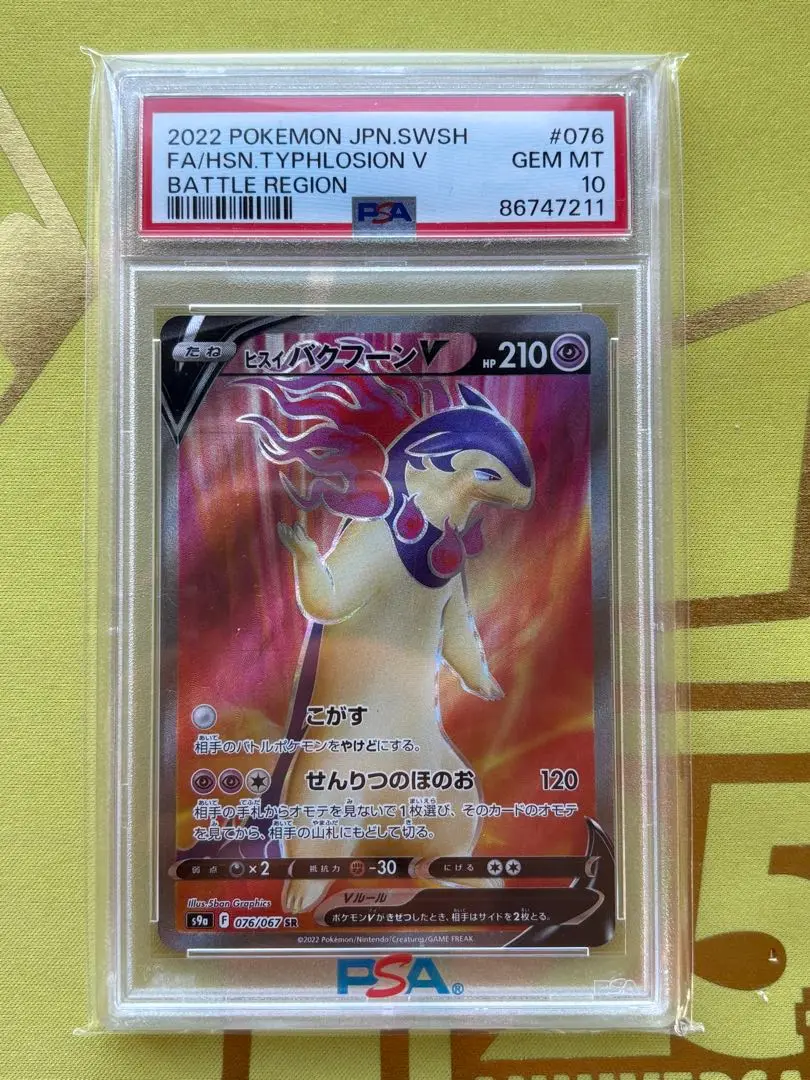 2022 POKEMON JPN.SWSH #076
FA/HSN.TYPHLOSION V GEM MT
BATTLE REGION 10
PSA 86747211
たね ヒスイバクフーンV HP 210
こがす
相手のバトルポケモンをやけどにする。
せんりつのほのお 120
相手の手札からオモテを見ないで1枚選び、そのカードのオモテ
を見てから、相手の山札にもどして切る。
弱点 ×2 抵抗力 -30 にげる
Illus.5ban Graphics
Vルール
s9a F 076/067 SR
ポケモンVがきぜつしたとき、相手はサイドを2枚とる。
©2022 Pokémon/Nintendo/Creatures/GAME FREAK
PSA®